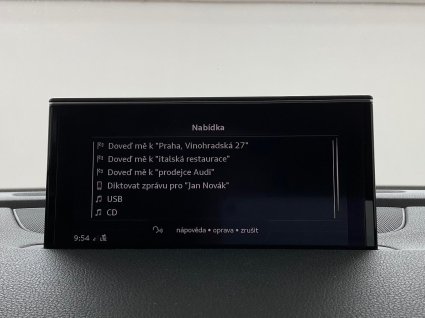 Nabídka
Doveď mě k "Praha, Vinohradská 27"
Doveď mě k "italská restaurace"
Doveď mě k "prodejce Audi"
Diktovat zprávu pro "Jan Novák"
USB
CD
nápověda • oprava • zrušit
9:54